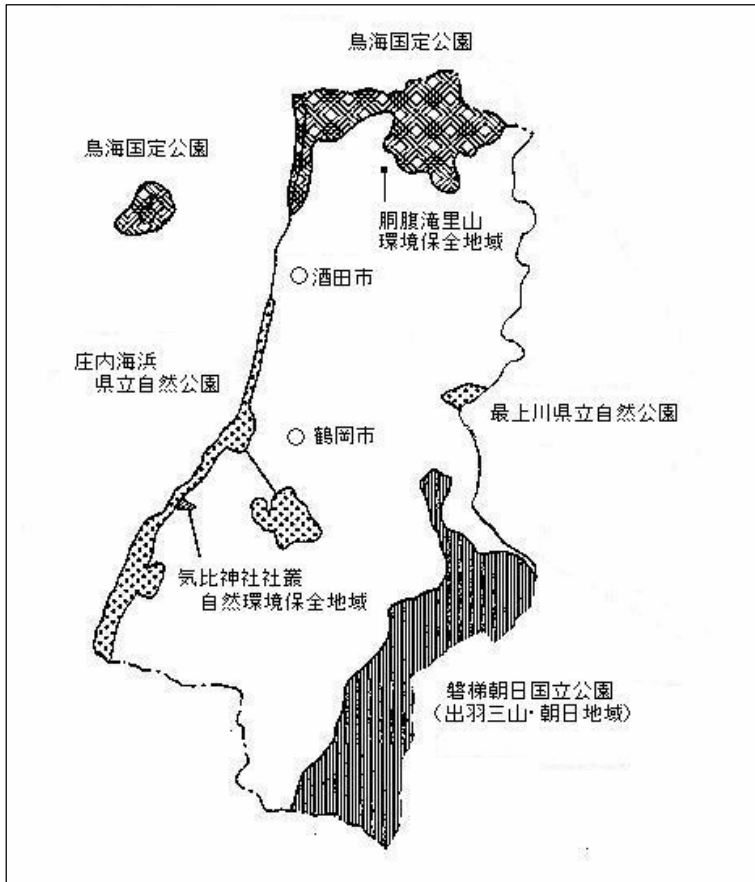 鳥海国定公園
鳥海国定公園
胴腹滝里山
環境保全地域
酒田市
庄内海浜
県立自然公園
最上川県立自然公園
鶴岡市
気比神社社叢
自然環境保全地域
磐梯朝日国立公園
(出羽三山・朝日地域)